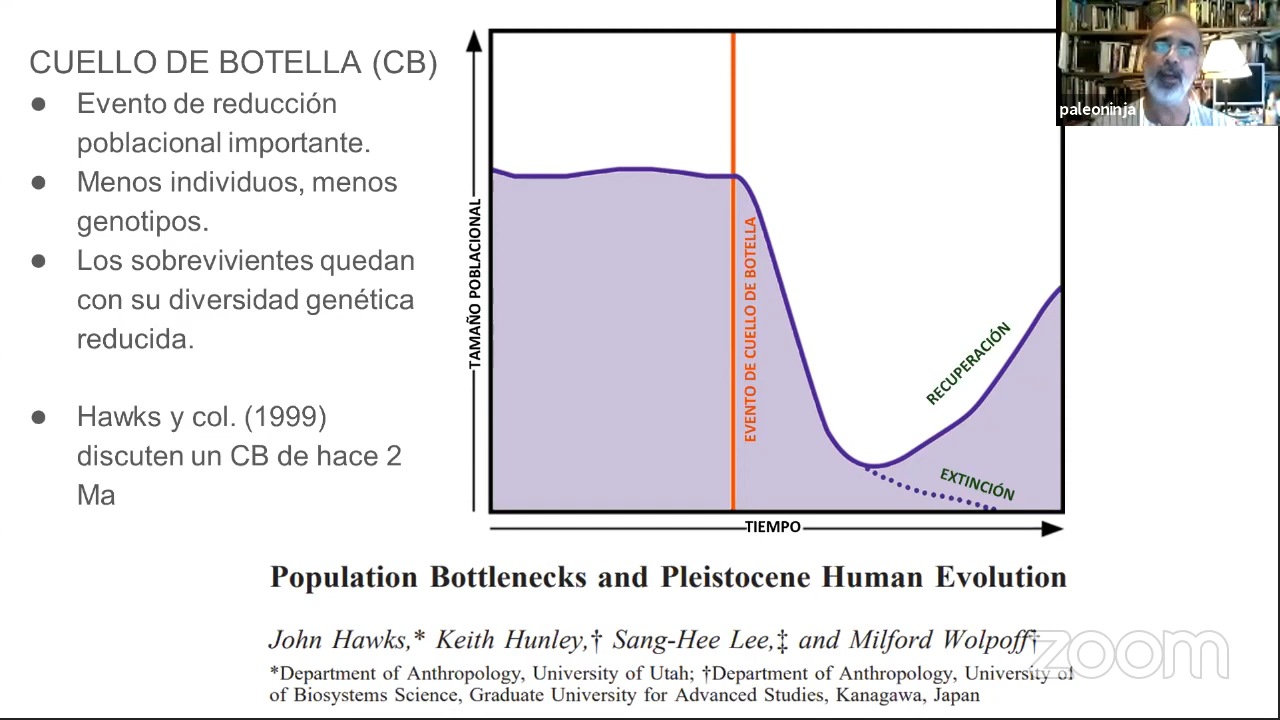 CUELLO DE BOTELLA (CB)
● Evento de reducción
poblacional importante.
● Menos individuos, menos
genotipos.
● Los sobrevivientes quedan
con su diversidad genética
reducida.
● Hawks y col. (1999)
discuten un CB de hace 2
Ma
TAMAÑO POBLACIONAL
EVENTO DE CUELLO DE BOTELLA
RECUPERACIÓN
EXTINCIÓN
TIEMPO
paleoninja
Population Bottlenecks and Pleistocene Human Evolution
John Hawks,* Keith Hunley,† Sang-Hee Lee,‡ and Milford Wolpoff†
*Department of Anthropology, University of Utah; †Department of Anthropology, University of
of Biosystems Science, Graduate University for Advanced Studies, Kanagawa, Japan
zoom